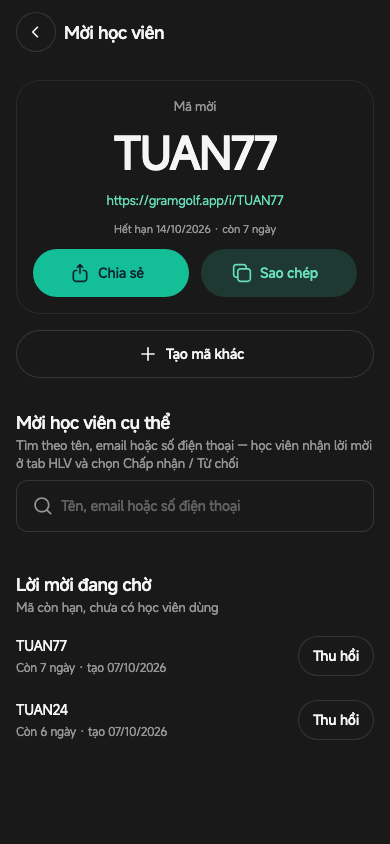 Mời học viên
Mã mời
TUAN77
https://gramgolf.app/i/TUAN77
Hết hạn 14/10/2026 · còn 7 ngày
Chia sẻ
Sao chép
Tạo mã khác
Mời học viên cụ thể
Tìm theo tên, email hoặc số điện thoại — học viên nhận lời mời
ở tab HLV và chọn Chấp nhận / Từ chối
Tên, email hoặc số điện thoại
Lời mời đang chờ
Mã còn hạn, chưa có học viên dùng
TUAN77
Còn 7 ngày · tạo 07/10/2026
Thu hồi
TUAN24
Còn 6 ngày · tạo 07/10/2026
Thu hồi